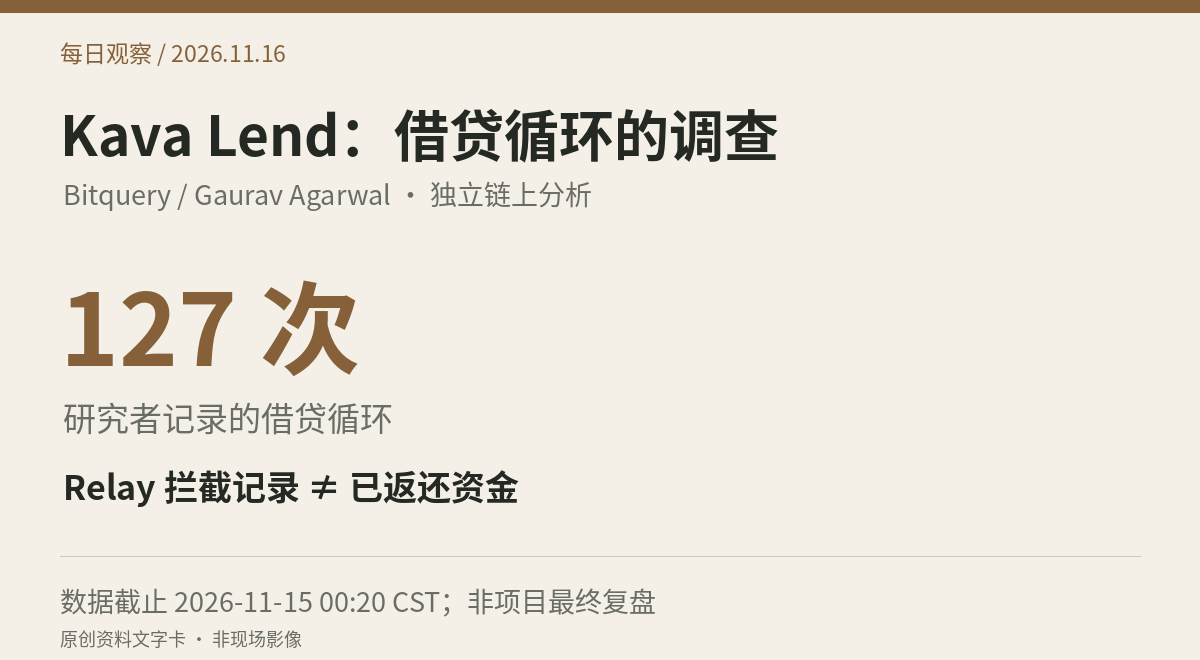 每日观察 / 2026.11.16
Kava Lend：借贷循环的调查
Bitquery / Gaurav Agarwal · 独立链上分析
127 次
研究者记录的借贷循环
Relay 拦截记录 ≠ 已返还资金
数据截止 2026-11-15 00:20 CST；非项目最终复盘
原创资料文字卡 · 非现场影像